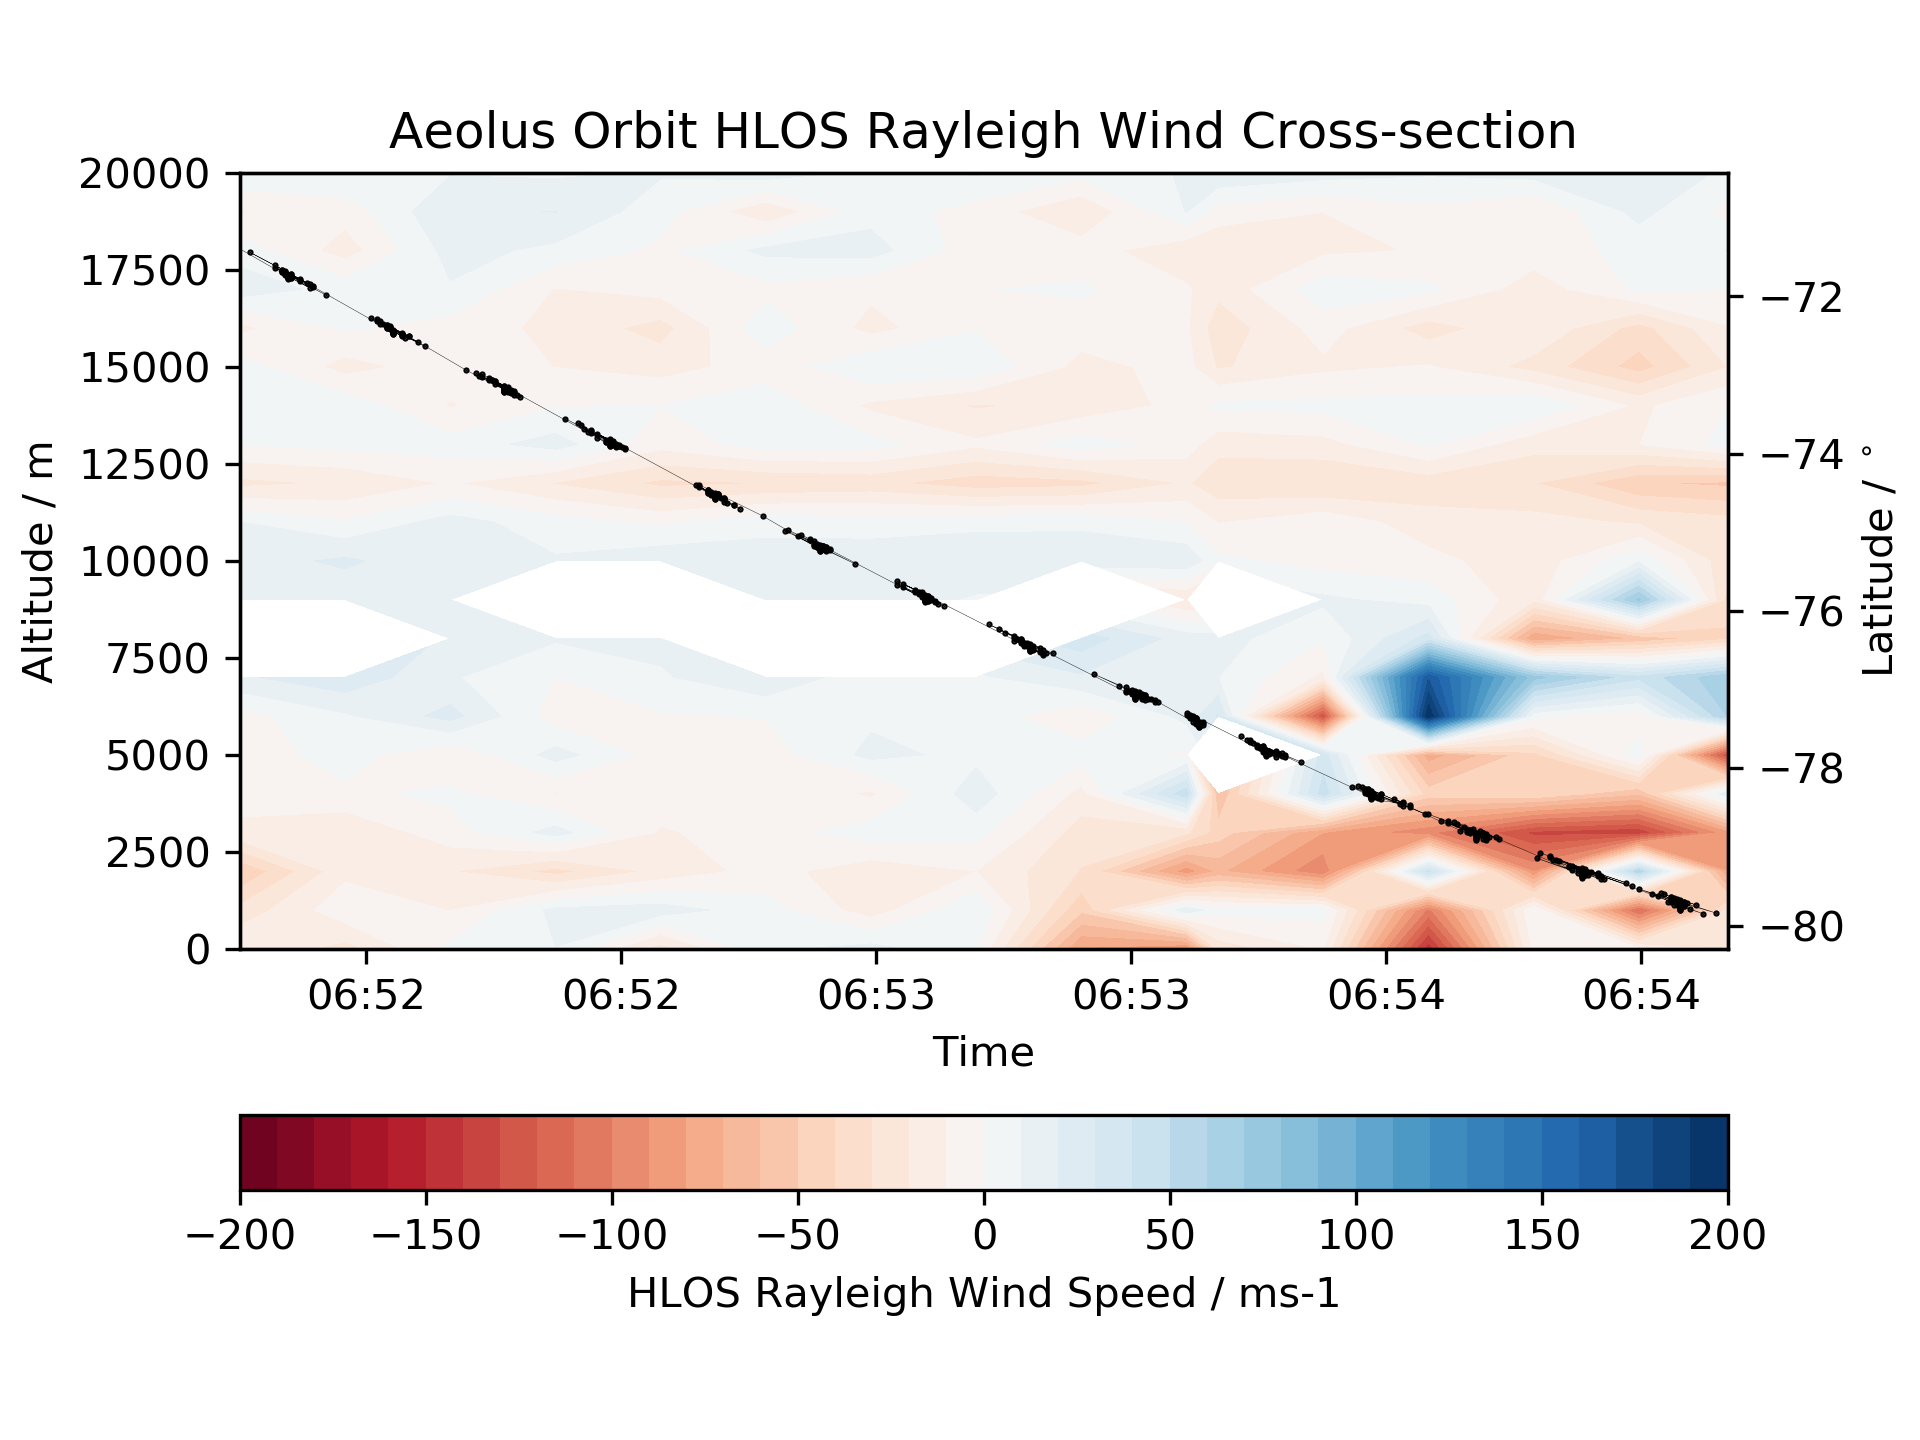 Aeolus Orbit HLOS Rayleigh Wind Cross-section
20000
17500
15000
12500
10000
7500
5000
2500
0
Altitude / m
−72
−74
−76
−78
−80
Latitude / °
06:52 06:52 06:53 06:53 06:54 06:54
Time
−200 −150 −100 −50 0 50 100 150 200
HLOS Rayleigh Wind Speed / ms-1